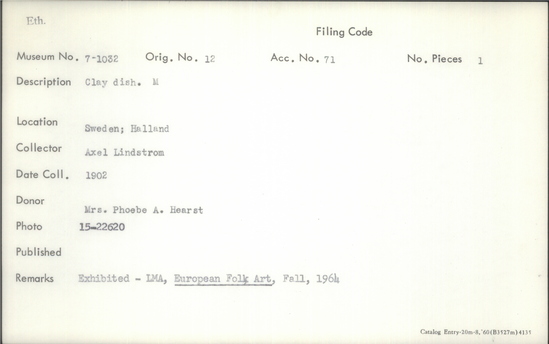 Eth.
Filing Code
Museum No. 7-1032 Orig. No. 12 Acc. No. 71 No. Pieces 1
Description Clay dish. M
Location Sweden; Halland
Collector Axel Lindstrom
Date Coll. 1902
Donor Mrs. Phoebe A. Hearst
Photo 15-22620
Published
Remarks Exhibited - LMA, European Folk Art, Fall, 1964
Catalog Entry-20m-8,'60(B3927m)4139